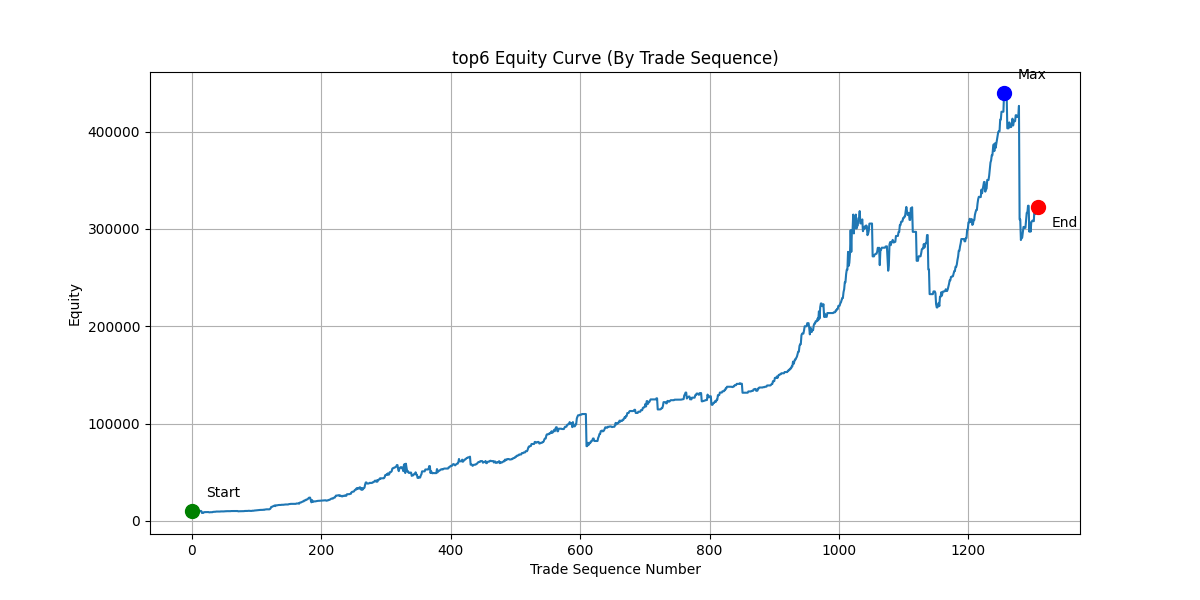 top6 Equity Curve (By Trade Sequence)
Max
400000
300000
End
200000
Equity
100000
Start
0
0 200 400 600 800 1000 1200
Trade Sequence Number